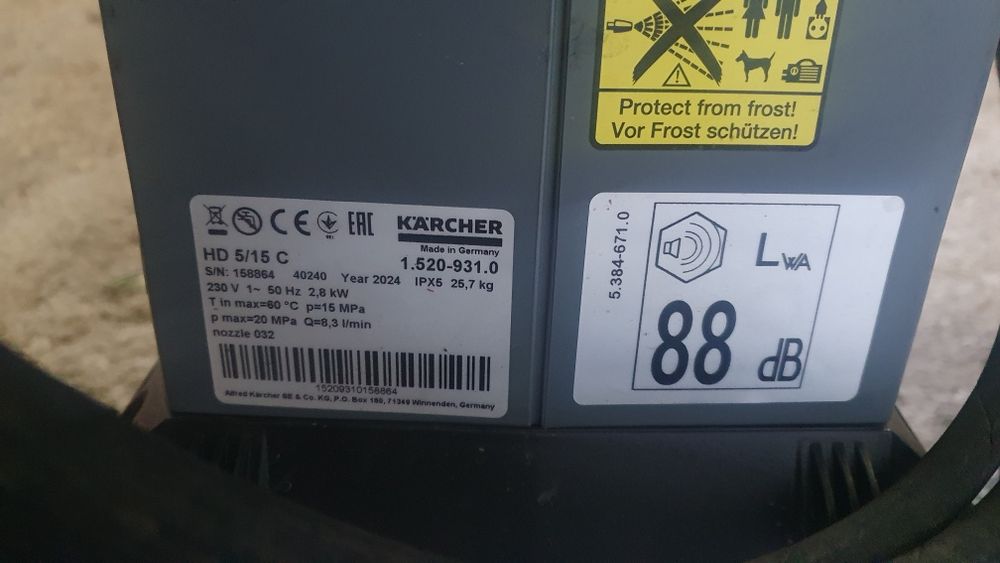 Protect from frost!
Vor Frost schützen!
CE EAC KÄRCHER
Made in Germany
HD 5/15 C 1.520-931.0
S/N: 158864 40240 Year 2024 IPX5 25,7 kg
230 V 1~ 50 Hz 2,8 kW
T in max=60 °C p=15 MPa
p max=20 MPa Q=8,3 l/min
nozzle 032
15209310158864
Alfred Kärcher SE & Co. KG, P.O. Box 160, 71349 Winnenden, Germany
5.384-671.0
LWA
88 dB